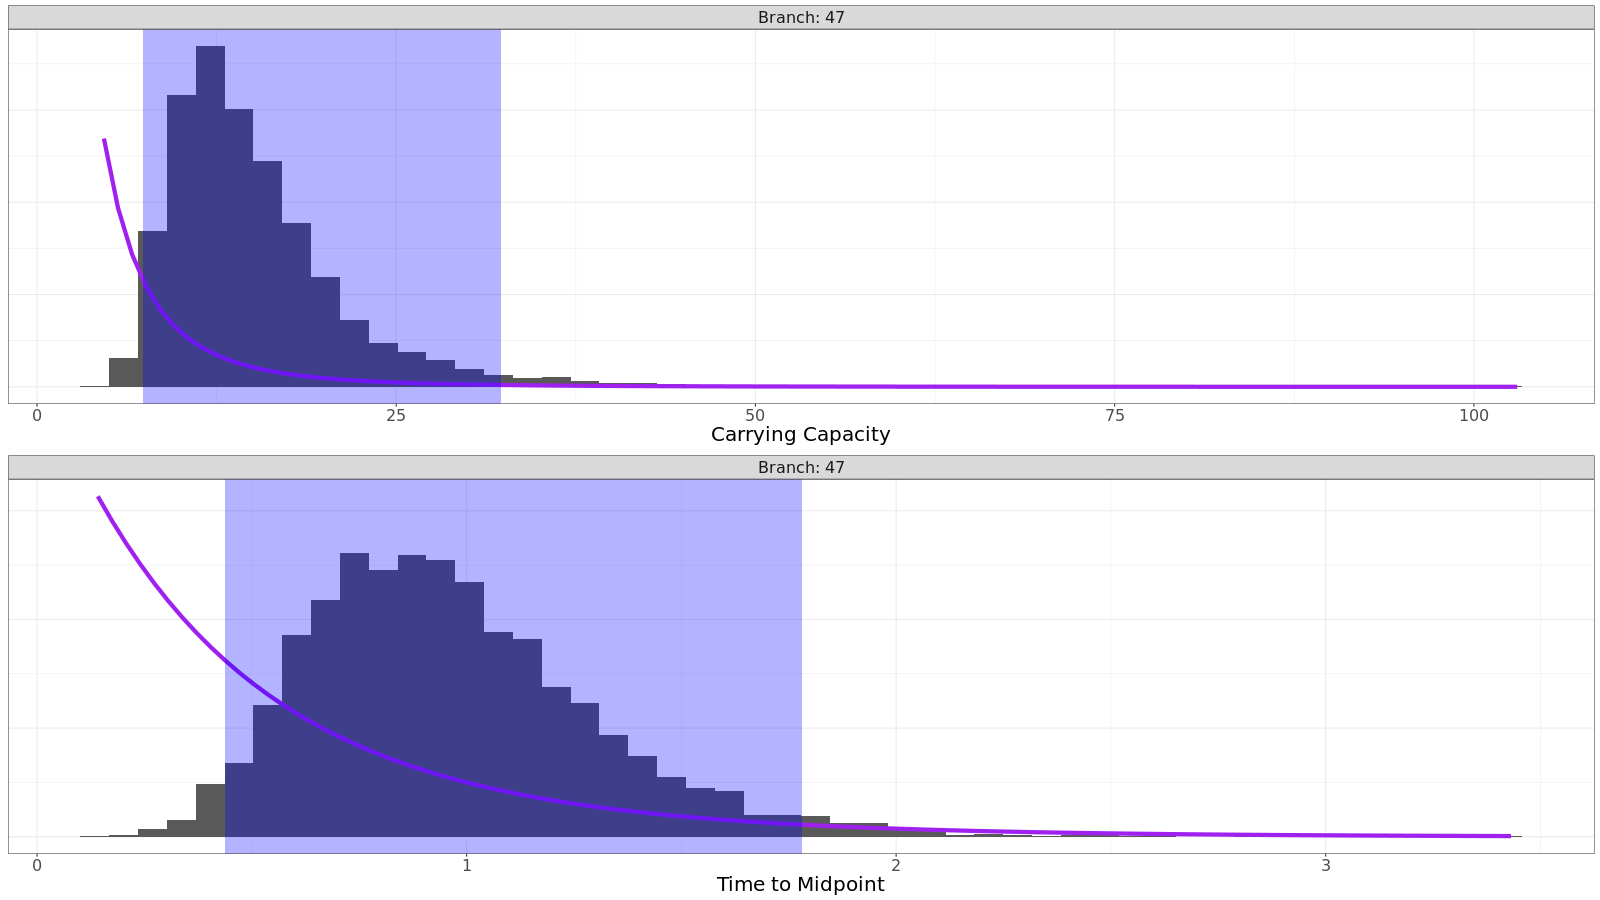 Branch: 47
0 25 50 75 100
Carrying Capacity
Branch: 47
0 1 2 3
Time to Midpoint